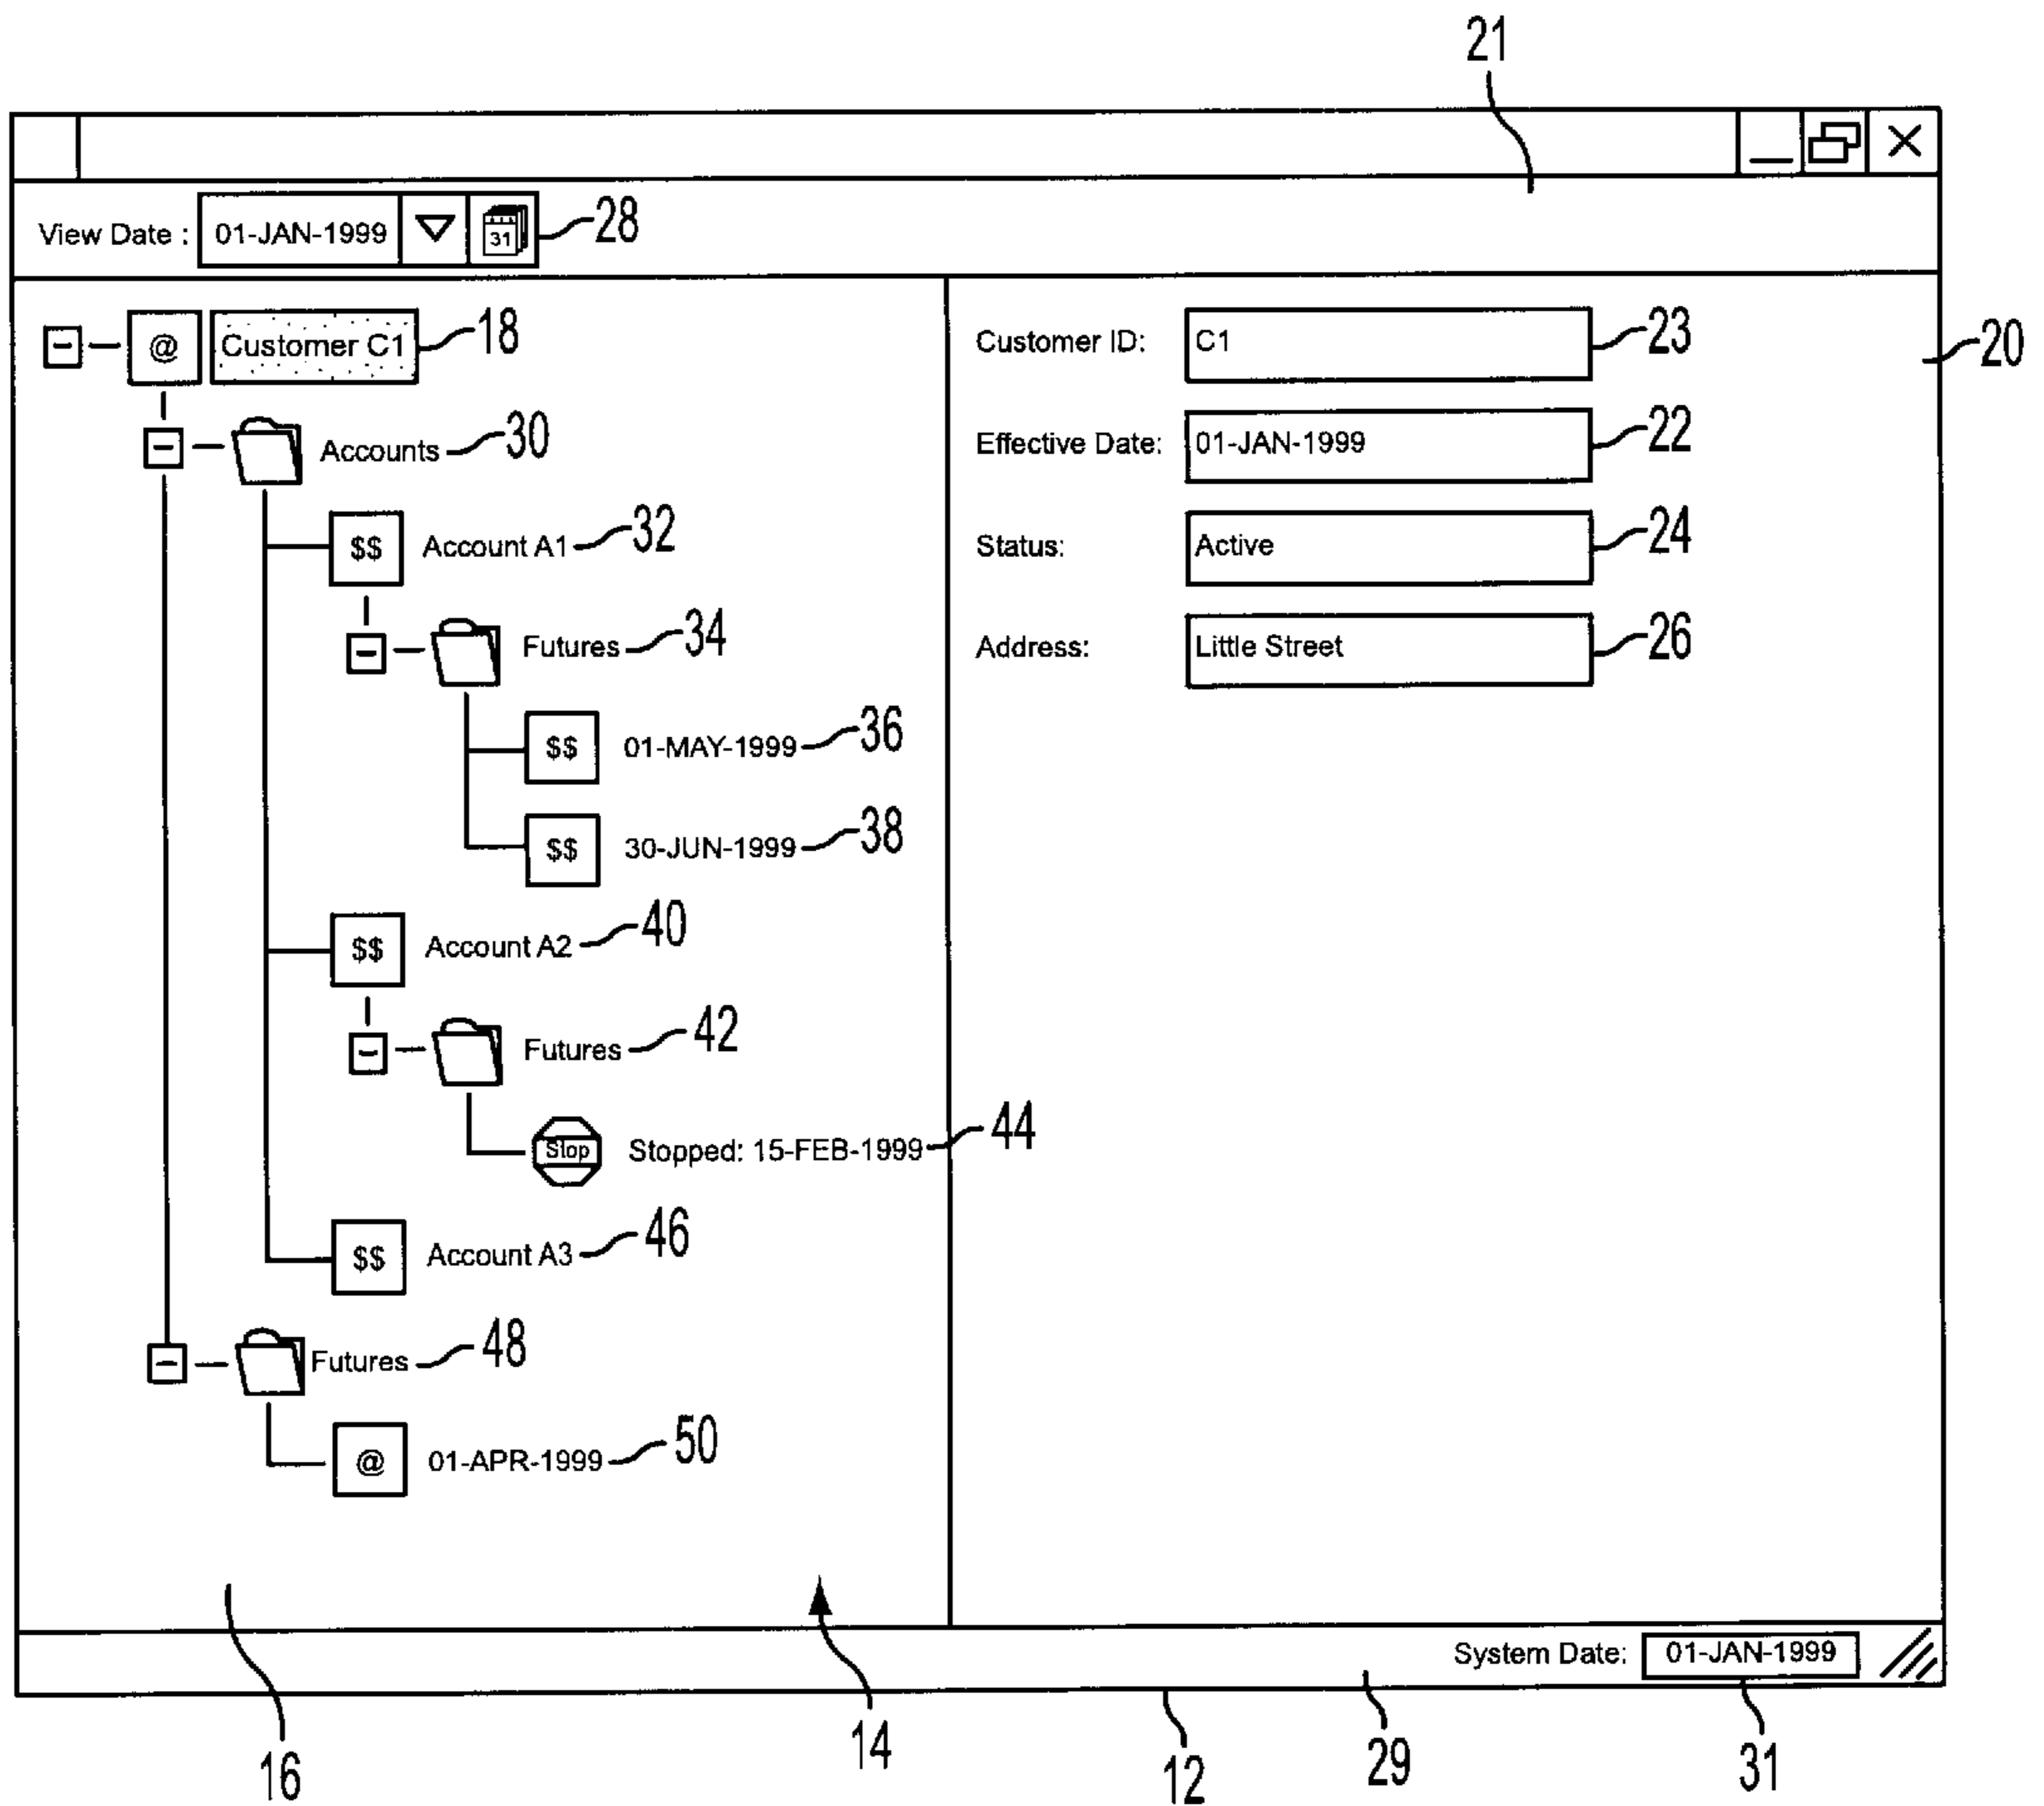 21
View Date : 01-JAN-1999 31 28
@ Customer C1 18
Customer ID: C1 23
20
Accounts 30
Effective Date: 01-JAN-1999 22
$$ Account A1 32
Status: Active 24
Futures 34
Address: Little Street 26
$$ 01-MAY-1999 36
$$ 30-JUN-1999 38
$$ Account A2 40
Futures 42
Stop Stopped: 15-FEB-1999 44
$$ Account A3 46
Futures 48
@ 01-APR-1999 50
System Date: 01-JAN-1999
16 14 12 29 31